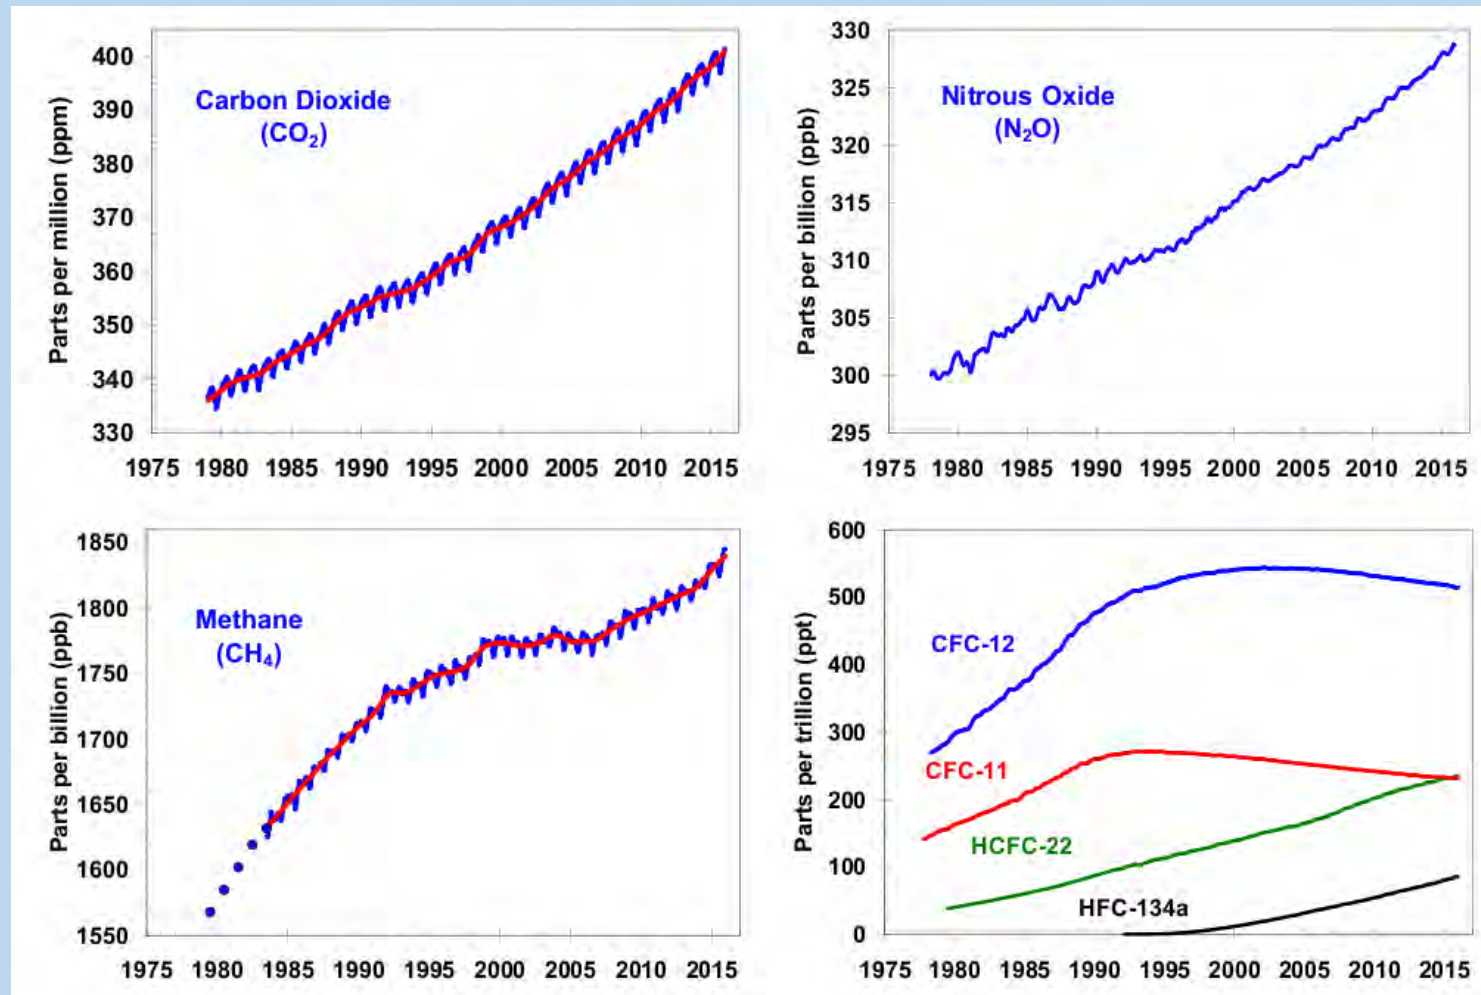 Carbon Dioxide
(CO₂)
Parts per million (ppm)
400
390
380
370
360
350
340
330
1975 1980 1985 1990 1995 2000 2005 2010 2015
Nitrous Oxide
(N₂O)
Parts per billion (ppb)
330
325
320
315
310
305
300
295
1975 1980 1985 1990 1995 2000 2005 2010 2015
Methane
(CH₄)
Parts per billion (ppb)
1850
1800
1750
1700
1650
1600
1550
1975 1980 1985 1990 1995 2000 2005 2010 2015
Parts per trillion (ppt)
600
500
400
300
200
100
0
CFC-12
CFC-11
HCFC-22
HFC-134a
1975 1980 1985 1990 1995 2000 2005 2010 2015